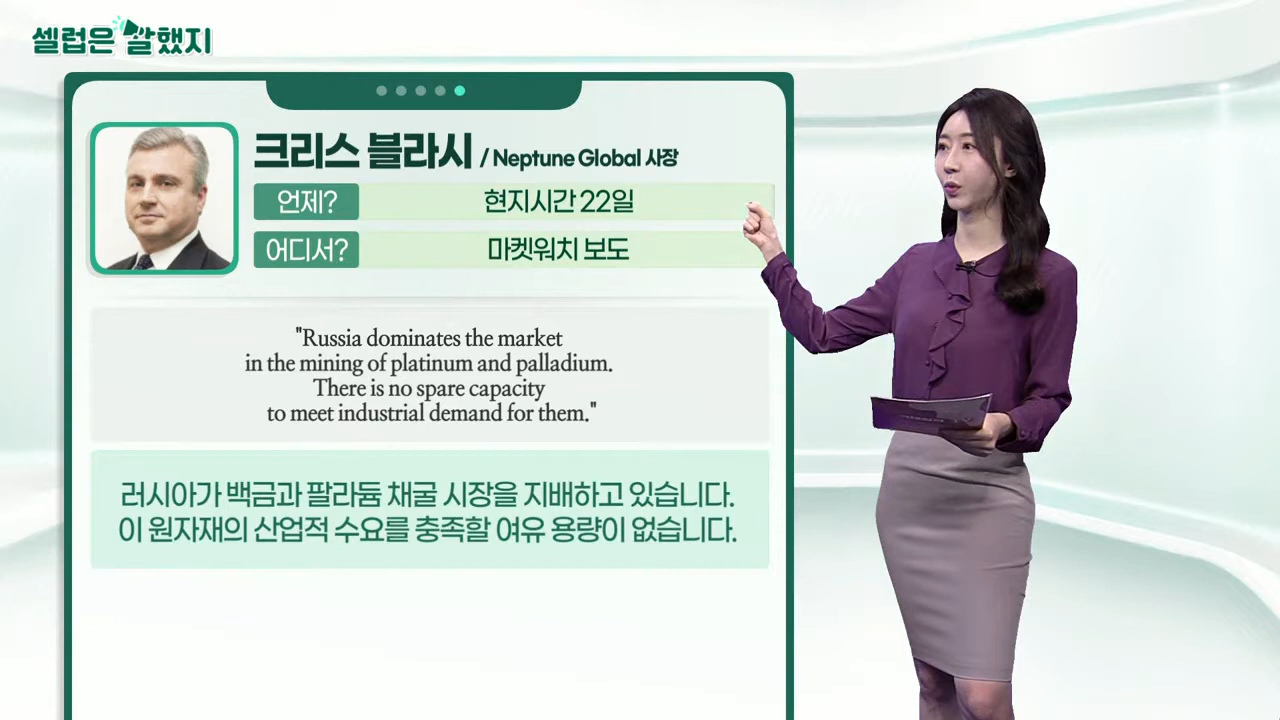 셀럽은 말했지
크리스 블라시 / Neptune Global 사장
언제? 현지시간 22일
어디서? 마켓워치 보도
"Russia dominates the market
in the mining of platinum and palladium.
There is no spare capacity
to meet industrial demand for them."
러시아가 백금과 팔라듐 채굴 시장을 지배하고 있습니다.
이 원자재의 산업적 수요를 충족할 여유 용량이 없습니다.